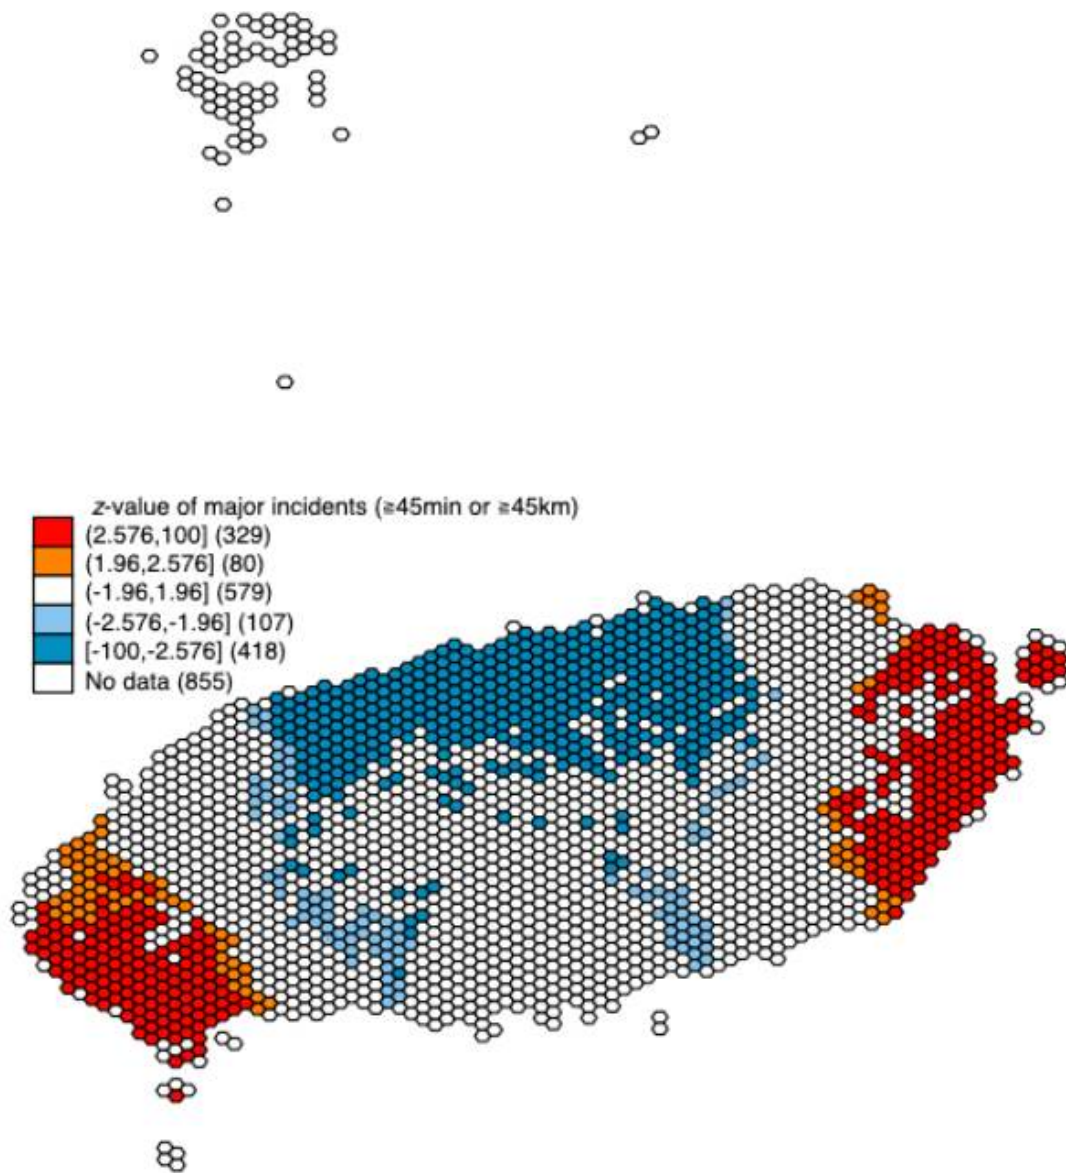 z-value of major incidents (≧45min or ≧45km)
(2.576,100] (329)
(1.96,2.576] (80)
(-1.96,1.96] (579)
(-2.576,-1.96] (107)
[-100,-2.576] (418)
No data (855)